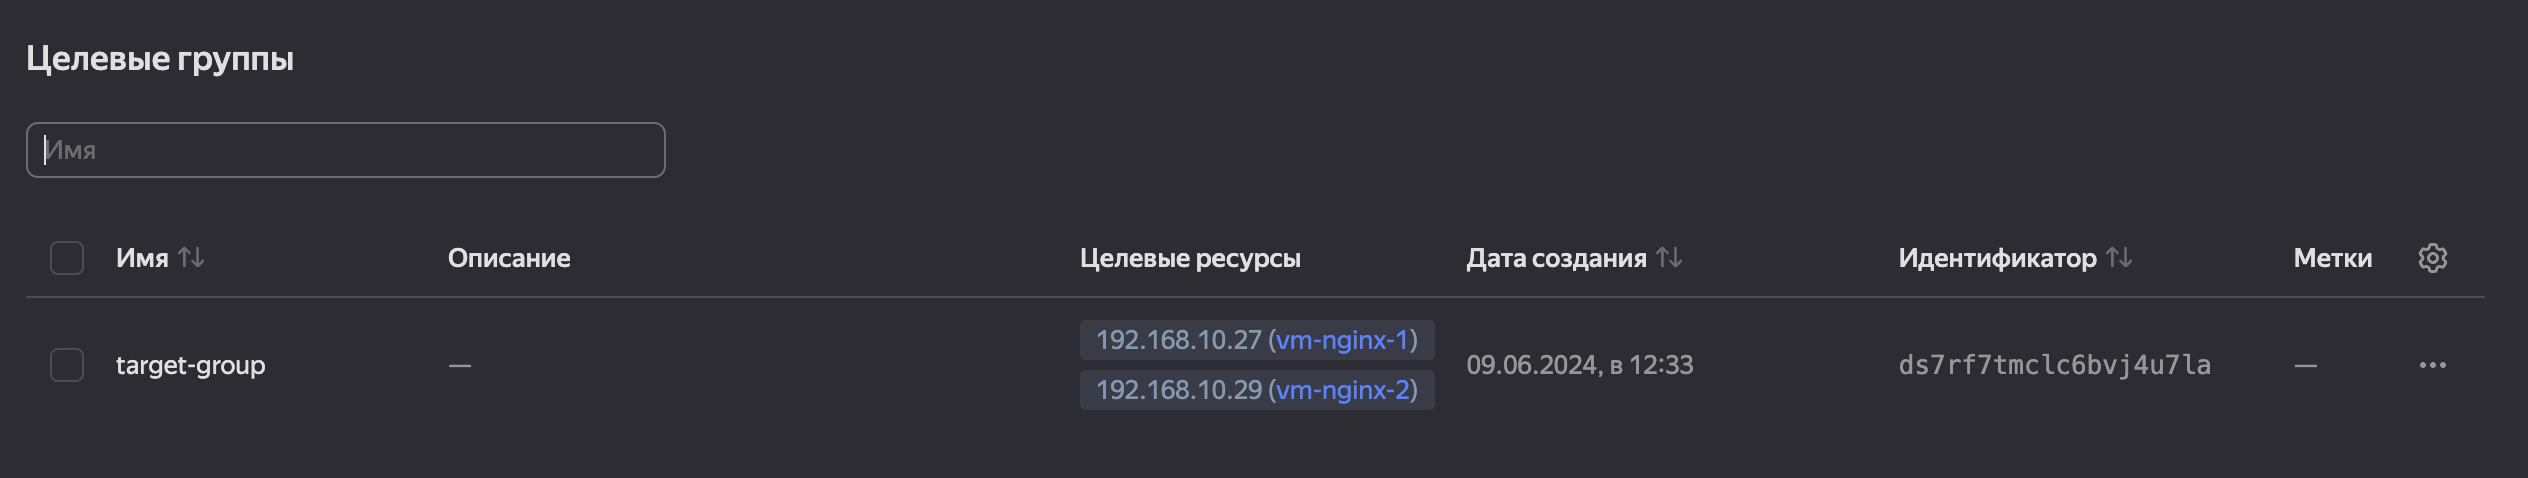 Целевые группы
Имя
Имя Описание Целевые ресурсы Дата создания Идентификатор Метки
192.168.10.27 (vm-nginx-1)
target-group — 09.06.2024, в 12:33 ds7rf7tmclc6bvj4u7la —
192.168.10.29 (vm-nginx-2)